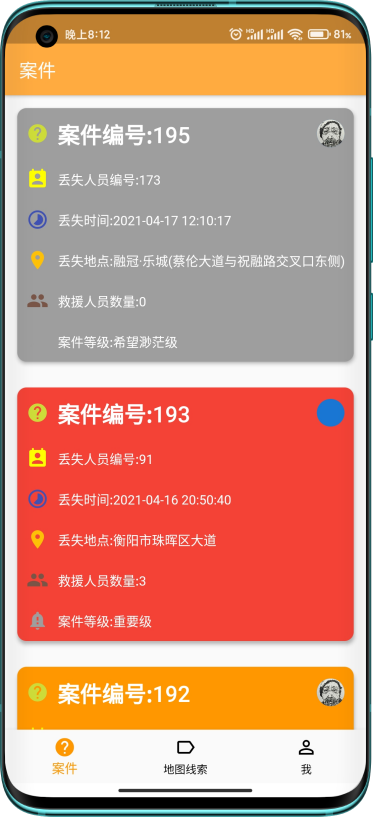 晚上8:12
HD HD 81%
案件
案件编号:195
丢失人员编号:173
丢失时间:2021-04-17 12:10:17
丢失地点:融冠·乐城(蔡伦大道与祝融路交叉口东侧)
救援人员数量:0
案件等级:希望渺茫级
案件编号:193
丢失人员编号:91
丢失时间:2021-04-16 20:50:40
丢失地点:衡阳市珠晖区大道
救援人员数量:3
案件等级:重要级
案件编号:192
案件
地图线索
我